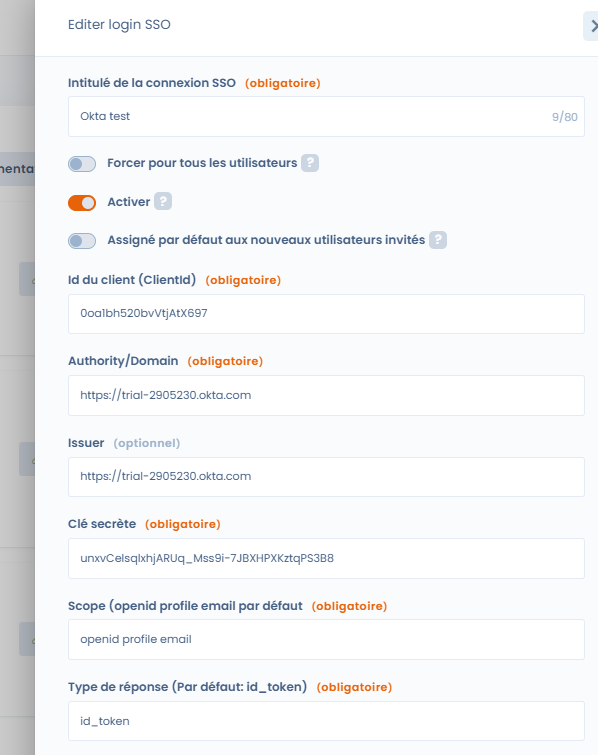 Editer login SSO
Intitulé de la connexion SSO (obligatoire)
Okta test 9/80
Forcer pour tous les utilisateurs ?
Activer ?
Assigné par défaut aux nouveaux utilisateurs invités ?
Id du client (ClientId) (obligatoire)
0oa1bh520bvVtjAtX697
Authority/Domain (obligatoire)
https://trial-2905230.okta.com
Issuer (optionnel)
https://trial-2905230.okta.com
Clé secrète (obligatoire)
Scope (openid profile email par défaut (obligatoire)
openid profile email
Type de réponse (Par défaut: id_token) (obligatoire)
id_token